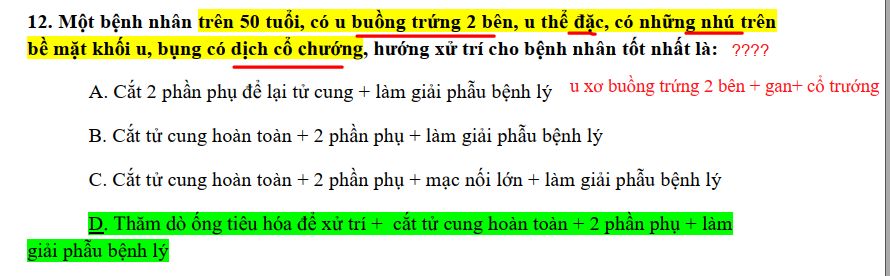 12. Một bệnh nhân trên 50 tuổi, có u buồng trứng 2 bên, u thể đặc, có những nhú trên
bề mặt khối u, bụng có dịch cổ chướng, hướng xử trí cho bệnh nhân tốt nhất là: ????
A. Cắt 2 phần phụ để lại tử cung + làm giải phẫu bệnh lý
u xơ buồng trứng 2 bên + gan+ cổ trướng
B. Cắt tử cung hoàn toàn + 2 phần phụ + làm giải phẫu bệnh lý
C. Cắt tử cung hoàn toàn + 2 phần phụ + mạc nối lớn + làm giải phẫu bệnh lý
D. Thăm dò ống tiêu hóa để xử trí + cắt tử cung hoàn toàn + 2 phần phụ + làm
giải phẫu bệnh lý